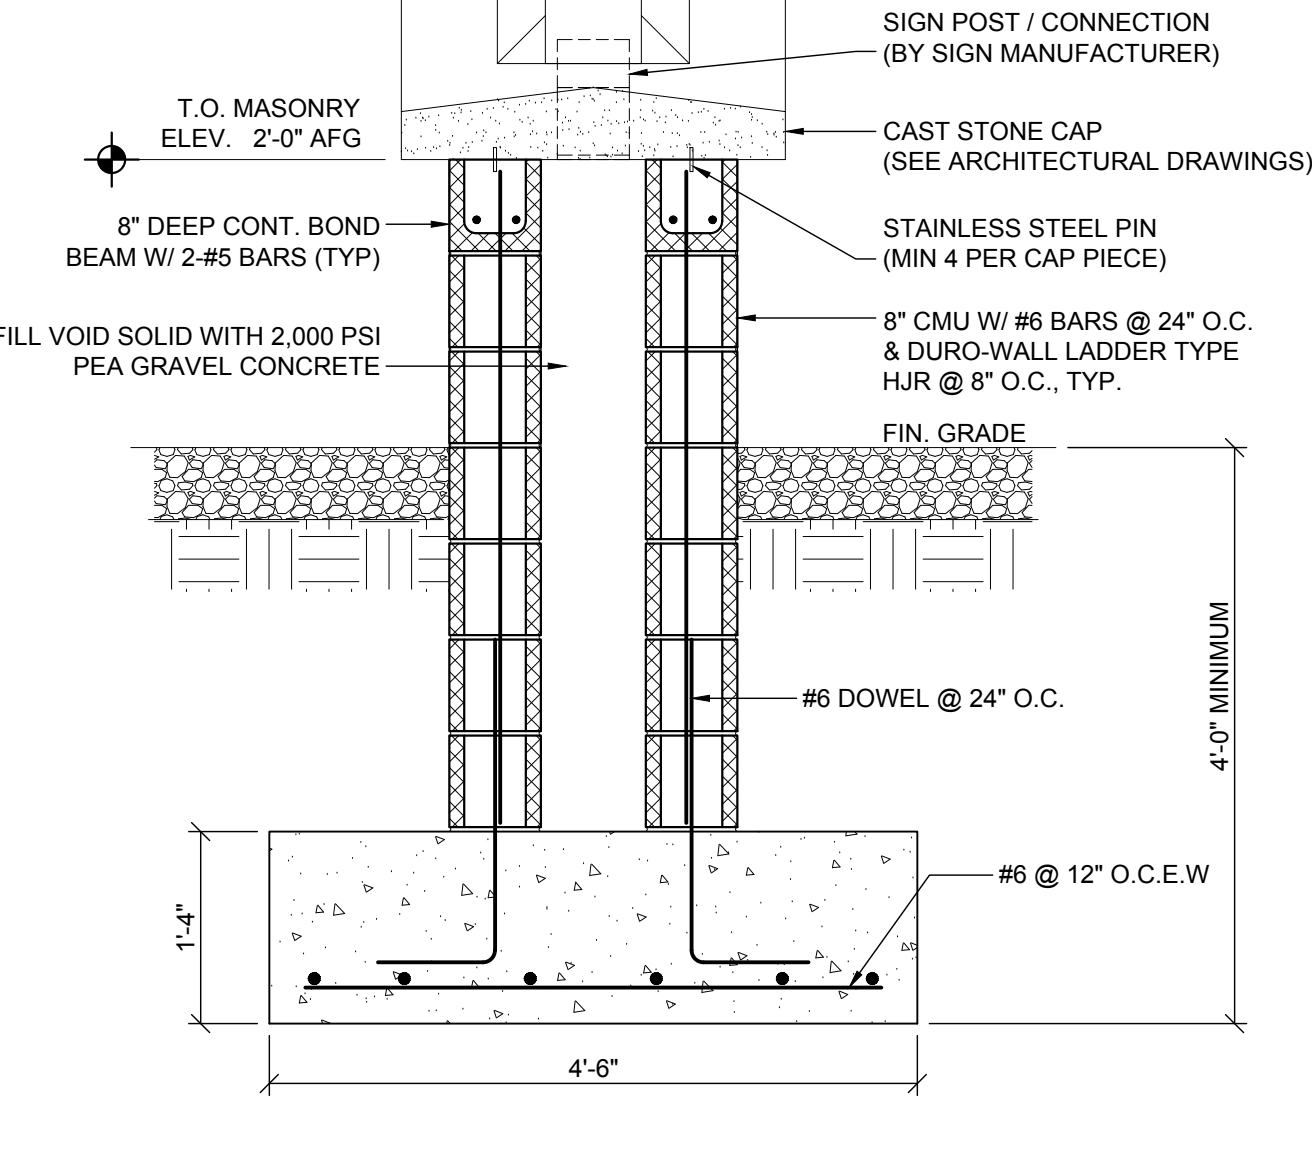 SIGN POST / CONNECTION
(BY SIGN MANUFACTURER)
T.O. MASONRY
ELEV. 2'-0" AFG
CAST STONE CAP
(SEE ARCHITECTURAL DRAWINGS)
8" DEEP CONT. BOND
BEAM W/ 2-#5 BARS (TYP)
STAINLESS STEEL PIN
(MIN 4 PER CAP PIECE)
FILL VOID SOLID WITH 2,000 PSI
PEA GRAVEL CONCRETE
8" CMU W/ #6 BARS @ 24" O.C.
& DURO-WALL LADDER TYPE
HJR @ 8" O.C., TYP.
FIN. GRADE
4'-0" MINIMUM
#6 DOWEL @ 24" O.C.
#6 @ 12" O.C.E.W
1'-4"
4'-6"